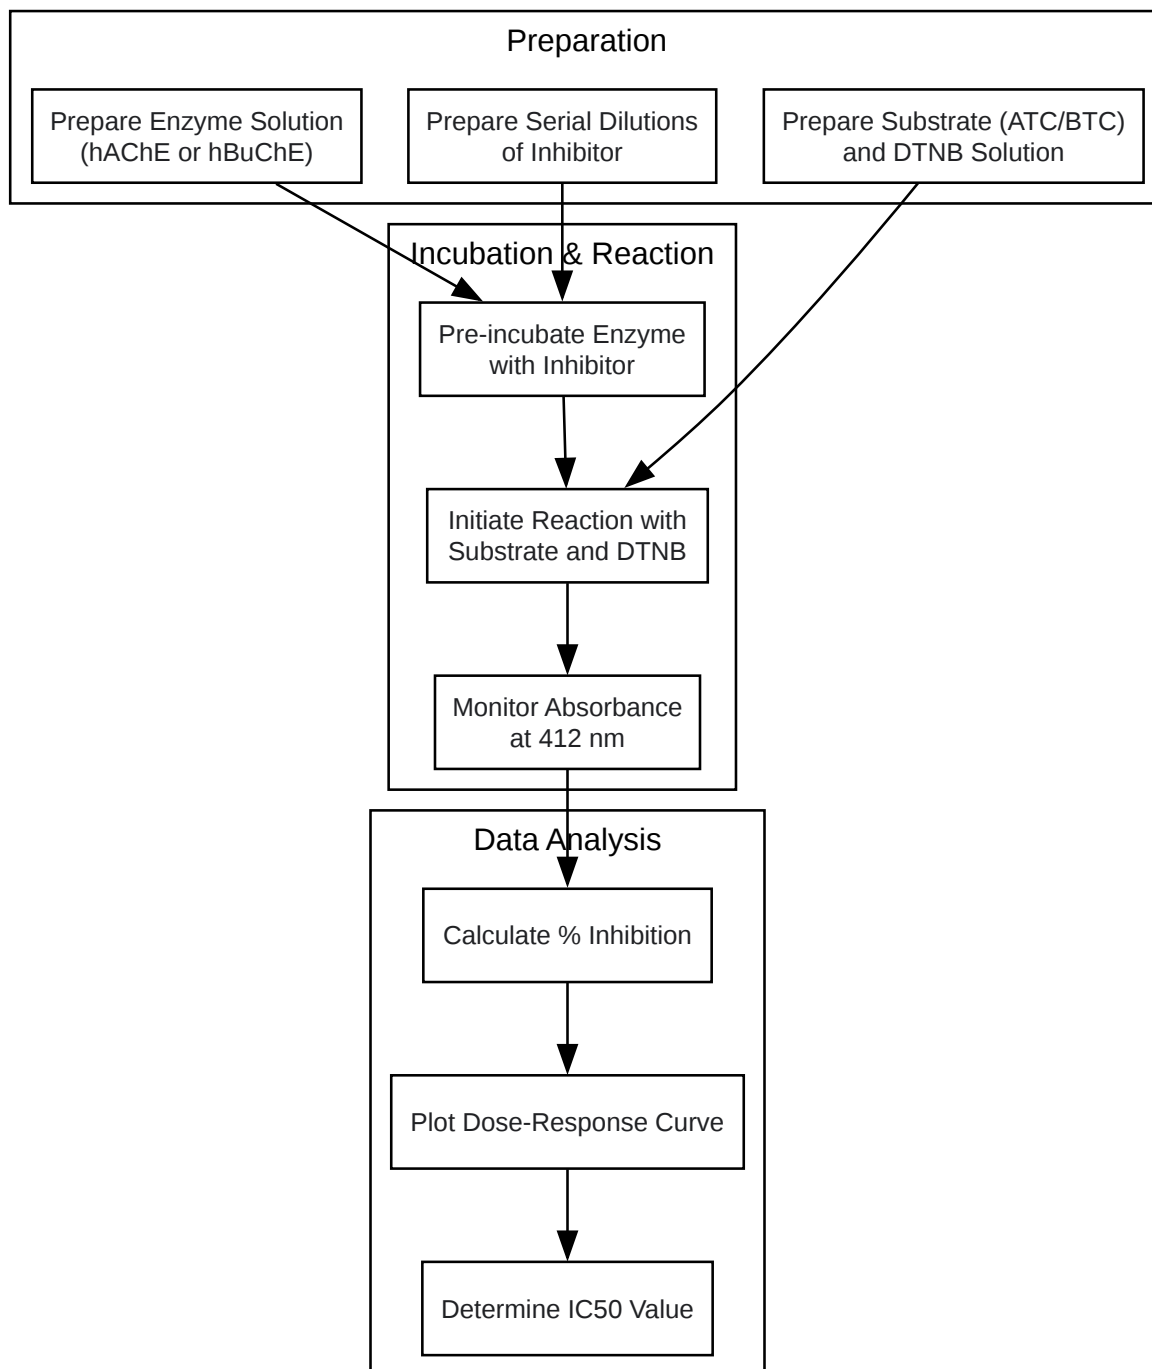 Preparation
Prepare Enzyme Solution
(hAChE or hBuChE)
Prepare Serial Dilutions
of Inhibitor
Prepare Substrate (ATC/BTC)
and DTNB Solution
Incubation & Reaction
Pre-incubate Enzyme
with Inhibitor
Initiate Reaction with
Substrate and DTNB
Monitor Absorbance
at 412 nm
Data Analysis
Calculate % Inhibition
Plot Dose-Response Curve
Determine IC50 Value